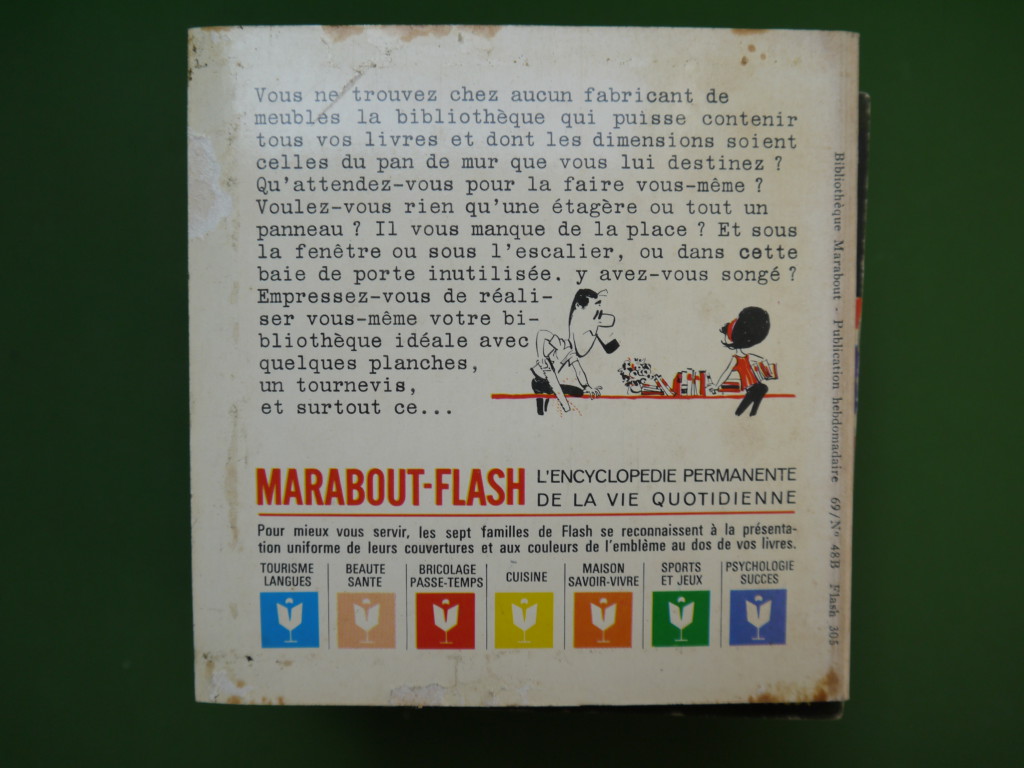 Vous ne trouvez chez aucun fabricant de
meubles la bibliothèque qui puisse contenir
tous vos livres et dont les dimensions soient
celles du pan de mur que vous lui destinez ?
Qu'attendez-vous pour la faire vous-même ?
Voulez-vous rien qu'une étagère ou tout un
panneau ? Il vous manque de la place ? Et sous
la fenêtre ou sous l'escalier, ou dans cette
baie de porte inutilisée. y avez-vous songé ?
Empressez-vous de réali-
ser vous-même votre bi-
bliothèque idéale avec
quelques planches,
un tournevis,
et surtout ce...
MARABOUT-FLASH
L'ENCYCLOPEDIE PERMANENTE
DE LA VIE QUOTIDIENNE
Pour mieux vous servir, les sept familles de Flash se reconnaissent à la présenta-
tion uniforme de leurs couvertures et aux couleurs de l'emblême au dos de vos livres.
TOURISME
LANGUES
BEAUTE
SANTE
BRICOLAGE
PASSE-TEMPS
CUISINE
MAISON
SAVOIR-VIVRE
SPORTS
ET JEUX
PSYCHOLOGIE
SUCCES
Bibliothèque Marabout - Publication hebdomadaire 69/N° 48B Flash 305